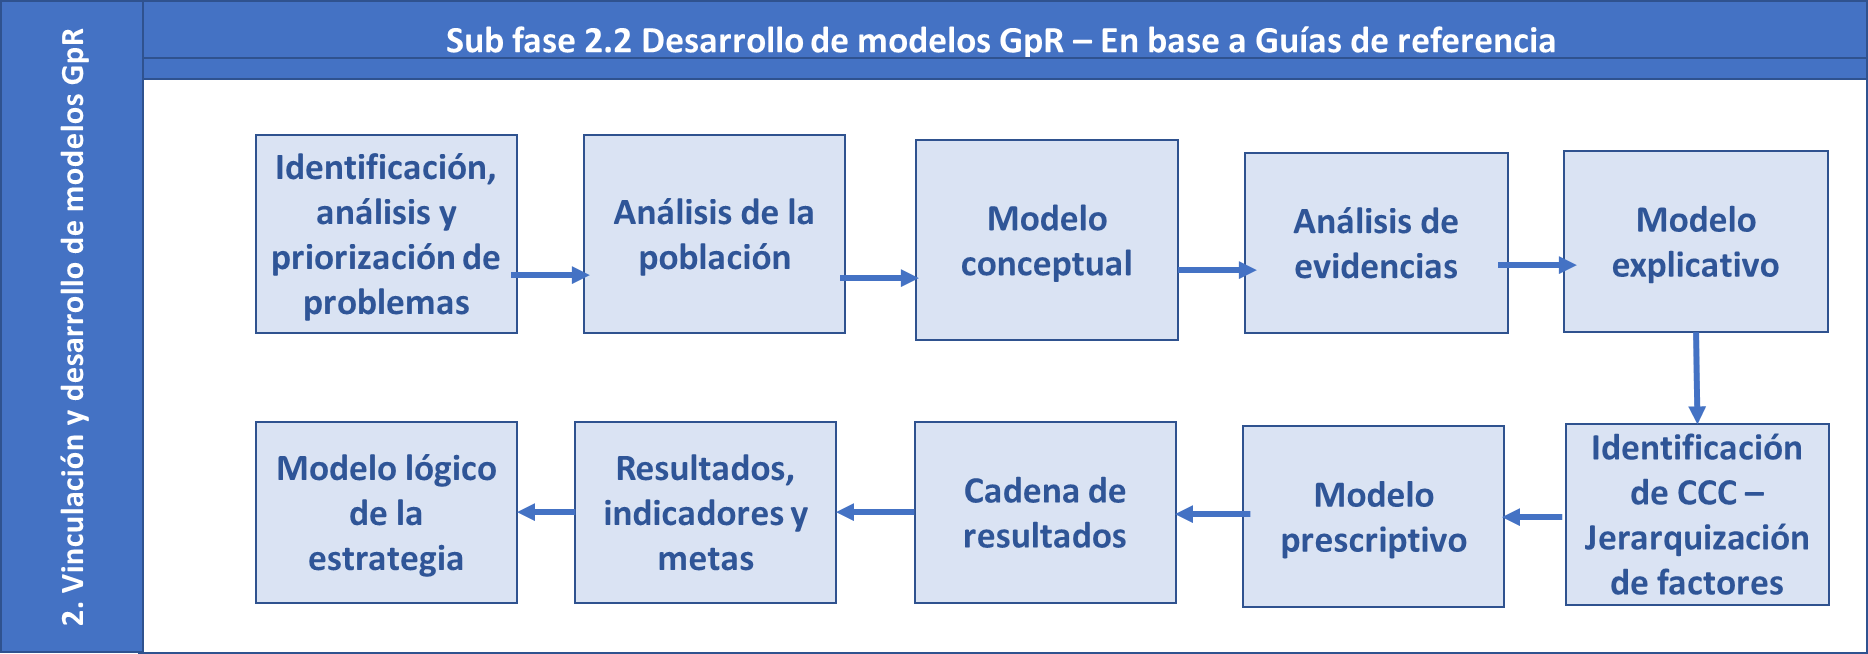 2. Vinculación y desarrollo de modelos GpR
Sub fase 2.2 Desarrollo de modelos GpR – En base a Guías de referencia
Identificación,
análisis y
priorización de
problemas
Análisis de la
población
Modelo
conceptual
Análisis de
evidencias
Modelo
explicativo
Identificación
de CCC –
Jerarquización
de factores
Modelo
prescriptivo
Cadena de
resultados
Resultados,
indicadores y
metas
Modelo lógico
de la
estrategia